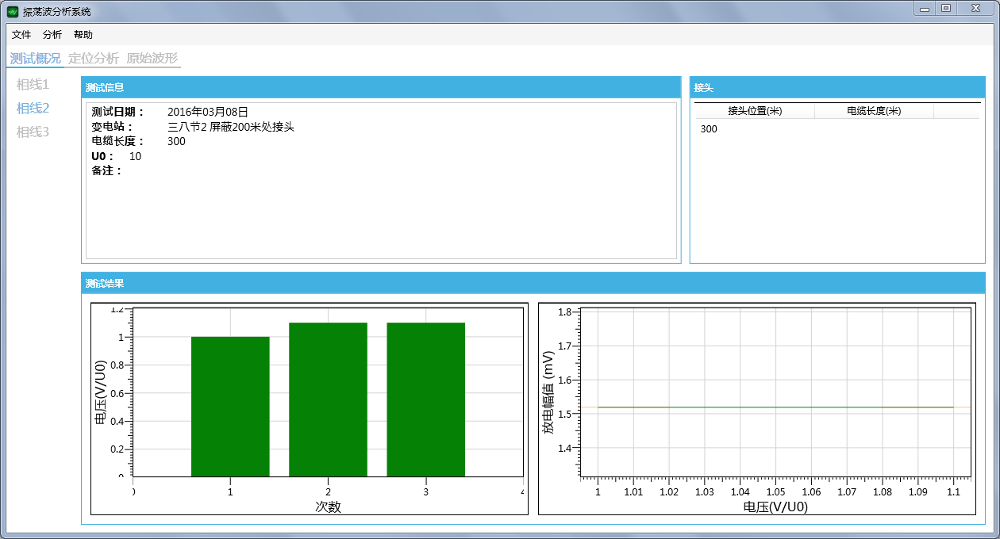 振荡波分析系统
文件 分析 帮助
测试概况 定位分析 原始波形
相线1
相线2
相线3
测试信息
测试日期： 2016年03月08日
变电站： 三八节2 屏蔽200米处接头
电缆长度： 300
U0： 10
备注：
接头
接头位置(米) 电缆长度(米)
300
测试结果
1.2
1
0.8
0.6
0.4
0.2
0
电压(V/U0)
0 1 2 3 4
次数
1.8
1.7
1.6
1.5
1.4
放电幅值 (mV)
1 1.01 1.02 1.03 1.04 1.05 1.06 1.07 1.08 1.09 1.1
电压(V/U0)